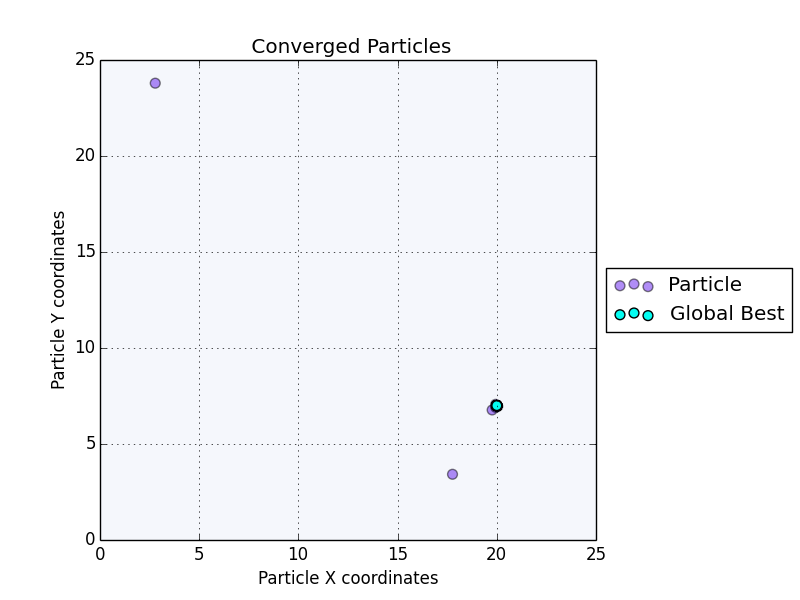 Converged Particles
25
20
15
10
5
0
0 5 10 15 20 25
Particle Y coordinates
Particle X coordinates
Particle
Global Best